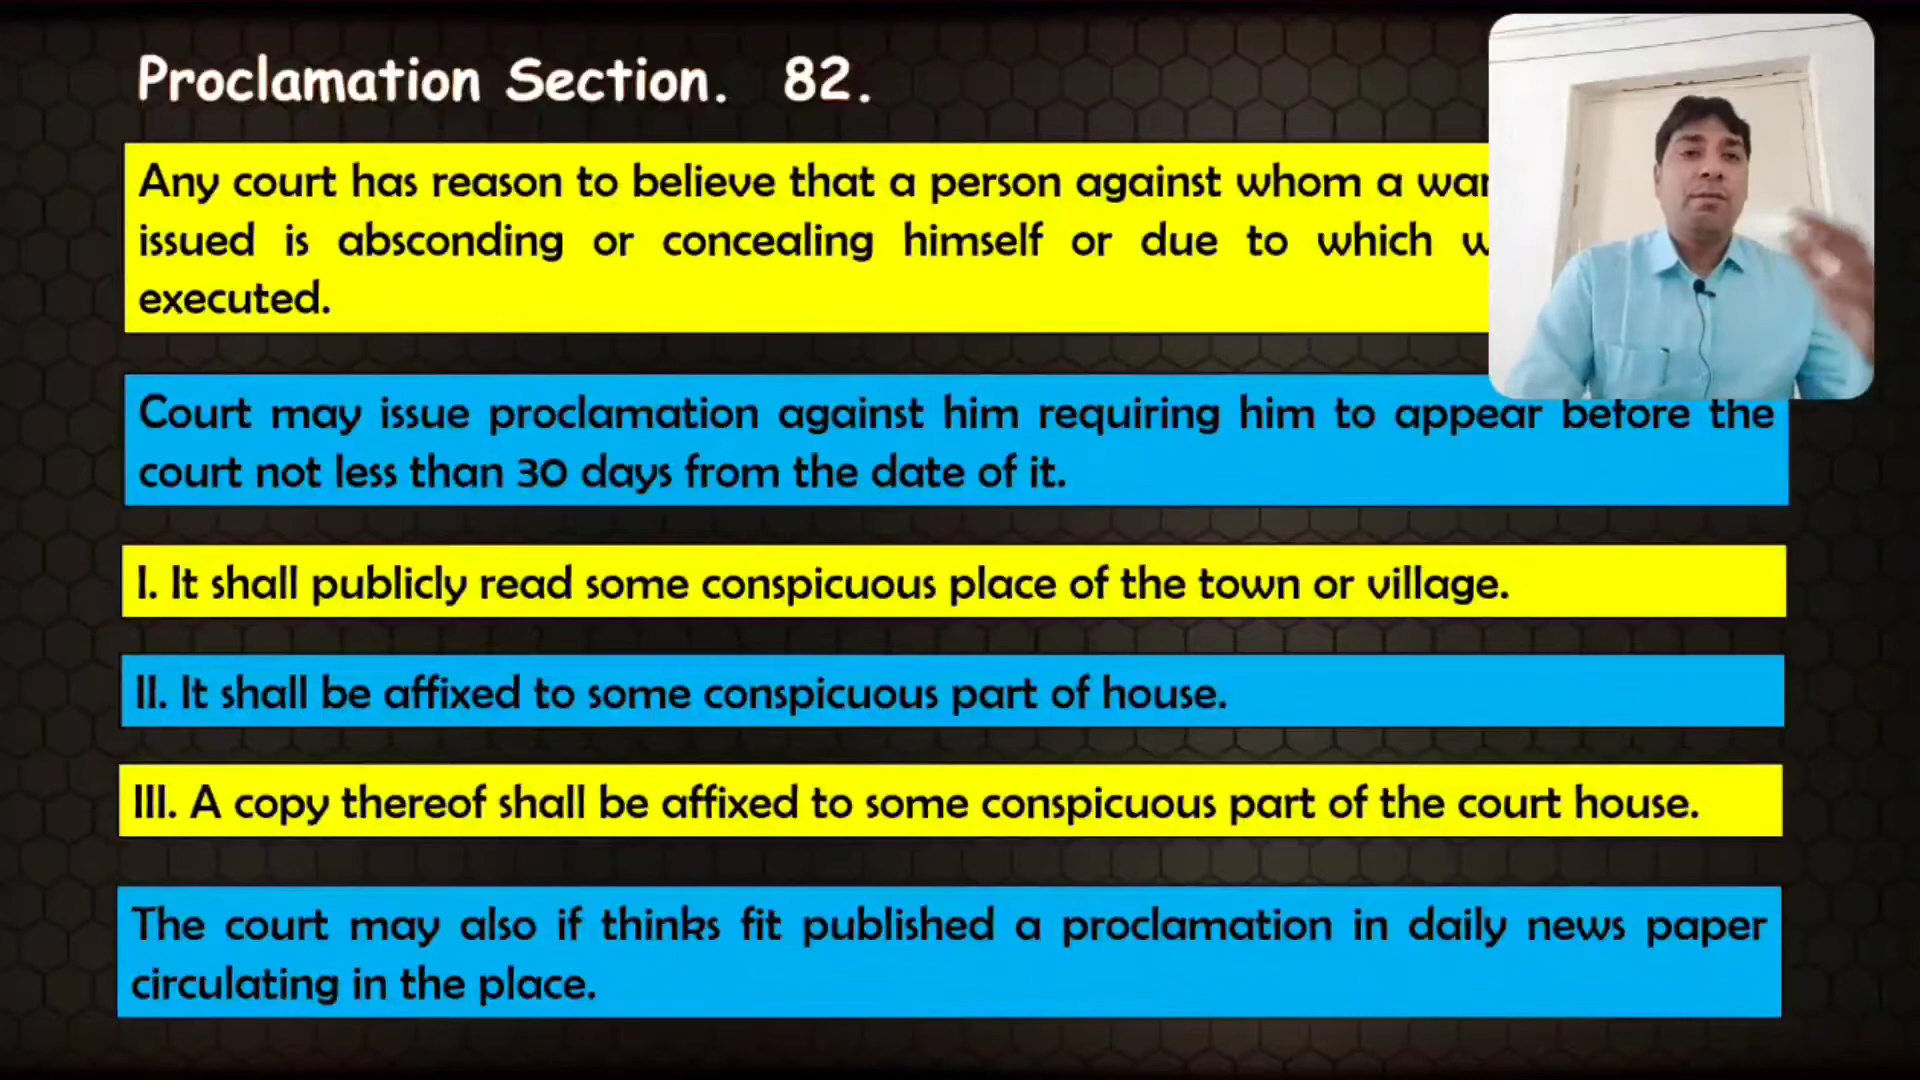 Proclamation Section. 82.
Any court has reason to believe that a person against whom a
issued is absconding or concealing himself or due to which
executed.
Court may issue proclamation against him requiring him to appear before the
court not less than 30 days from the date of it.
I. It shall publicly read some conspicuous place of the town or village.
II. It shall be affixed to some conspicuous part of house.
III. A copy thereof shall be affixed to some conspicuous part of the court house.
The court may also if thinks fit published a proclamation in daily news paper
circulating in the place.